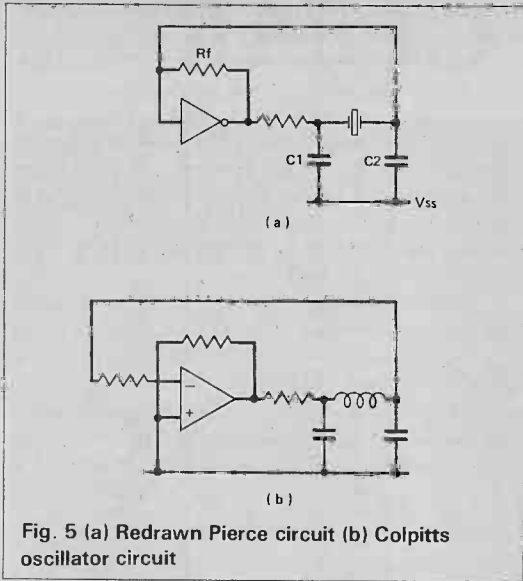 Rf
C1
C2
Vss
(a)
−
+
(b)
Fig. 5 (a) Redrawn Pierce circuit (b) Colpitts
oscillator circuit